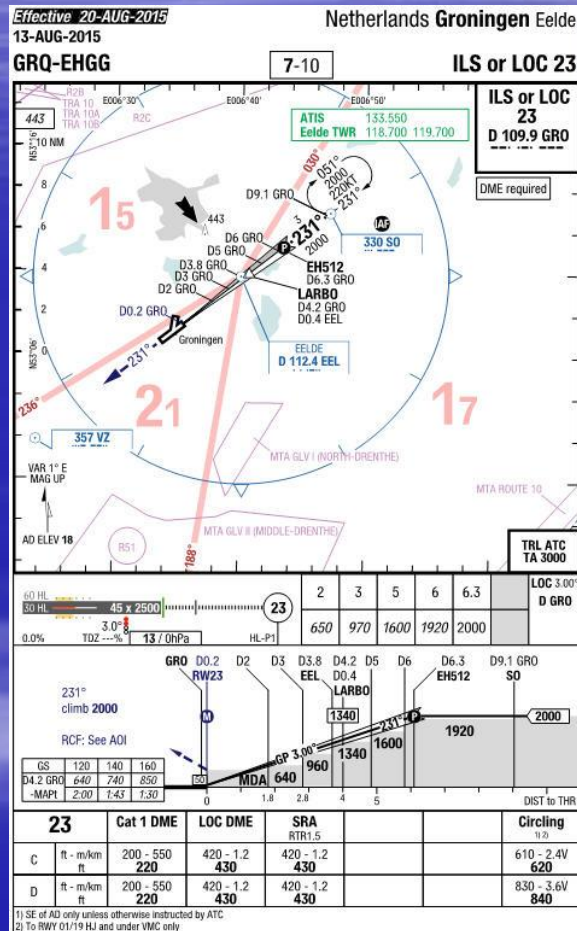 Effective 20-AUG-2015
Netherlands Groningen Eelde
13-AUG-2015
GRQ-EHGG
7-10
ILS or LOC 23
R2B
TRA 10
TRA 10A
TRA 10B
R2C
E006°30'
E006°40'
E006°50'
443
N53°16'
10 NM
ATIS 133.550
Eelde TWR 118.700 119.700
ILS or LOC
23
D 109.9 GRO
DME required
030°
051°
2000
220KT
231°
D9.1 GRO
IAF
330 SO
8
15
443
3
231°
2000
6
D6 GRO
D5 GRO
P
EH512
D6.3 GRO
4
D3.8 GRO
D3 GRO
D2 GRO
LARBO
D4.2 GRO
D0.4 EEL
2
D0.2 GRO
Groningen
N53°06'
0
231°
EELDE
D 112.4 EEL
236°
21
17
357 VZ
MTA GLV I (NORTH-DRENTHE)
VAR 1° E
MAG UP
MTA ROUTE 10
MTA GLV II (MIDDLE-DRENTHE)
AD ELEV 18
R51
188°
TRL ATC
TA 3000
60 HL
30 HL
45 x 2500
23
3.0°
0.0%
TDZ ---%
13 / 0hPa
HL-P1
2 3 5 6 6.3
650 970 1600 1920 2000
LOC 3.00°
D GRO
GRO D0.2 D2 D3 D3.8 D4.2 D5 D6 D6.3 D9.1 GRO
RW23 EEL D0.4 EH512 SO
LARBO
231°
climb 2000
RCF: See AOI
M
1340
231°
P
2000
GP 3.00°
50
MDA 640 960 1340 1600 1920
GS 120 140 160
D4.2 GRO 640 740 850
-MAPt 2:00 1:43 1:30
0 1.8 2.8 4 5 DIST to THR
23 Cat 1 DME LOC DME SRA Circling
RTR1.5 1) 2)
C ft - m/km 200 - 550 420 - 1.2 420 - 1.2 610 - 2.4V
ft 220 430 430 620
D ft - m/km 200 - 550 420 - 1.2 420 - 1.2 830 - 3.6V
ft 220 430 430 840
1) SE of AD only unless otherwise instructed by ATC
2) To RWY 01/19 HJ and under VMC only